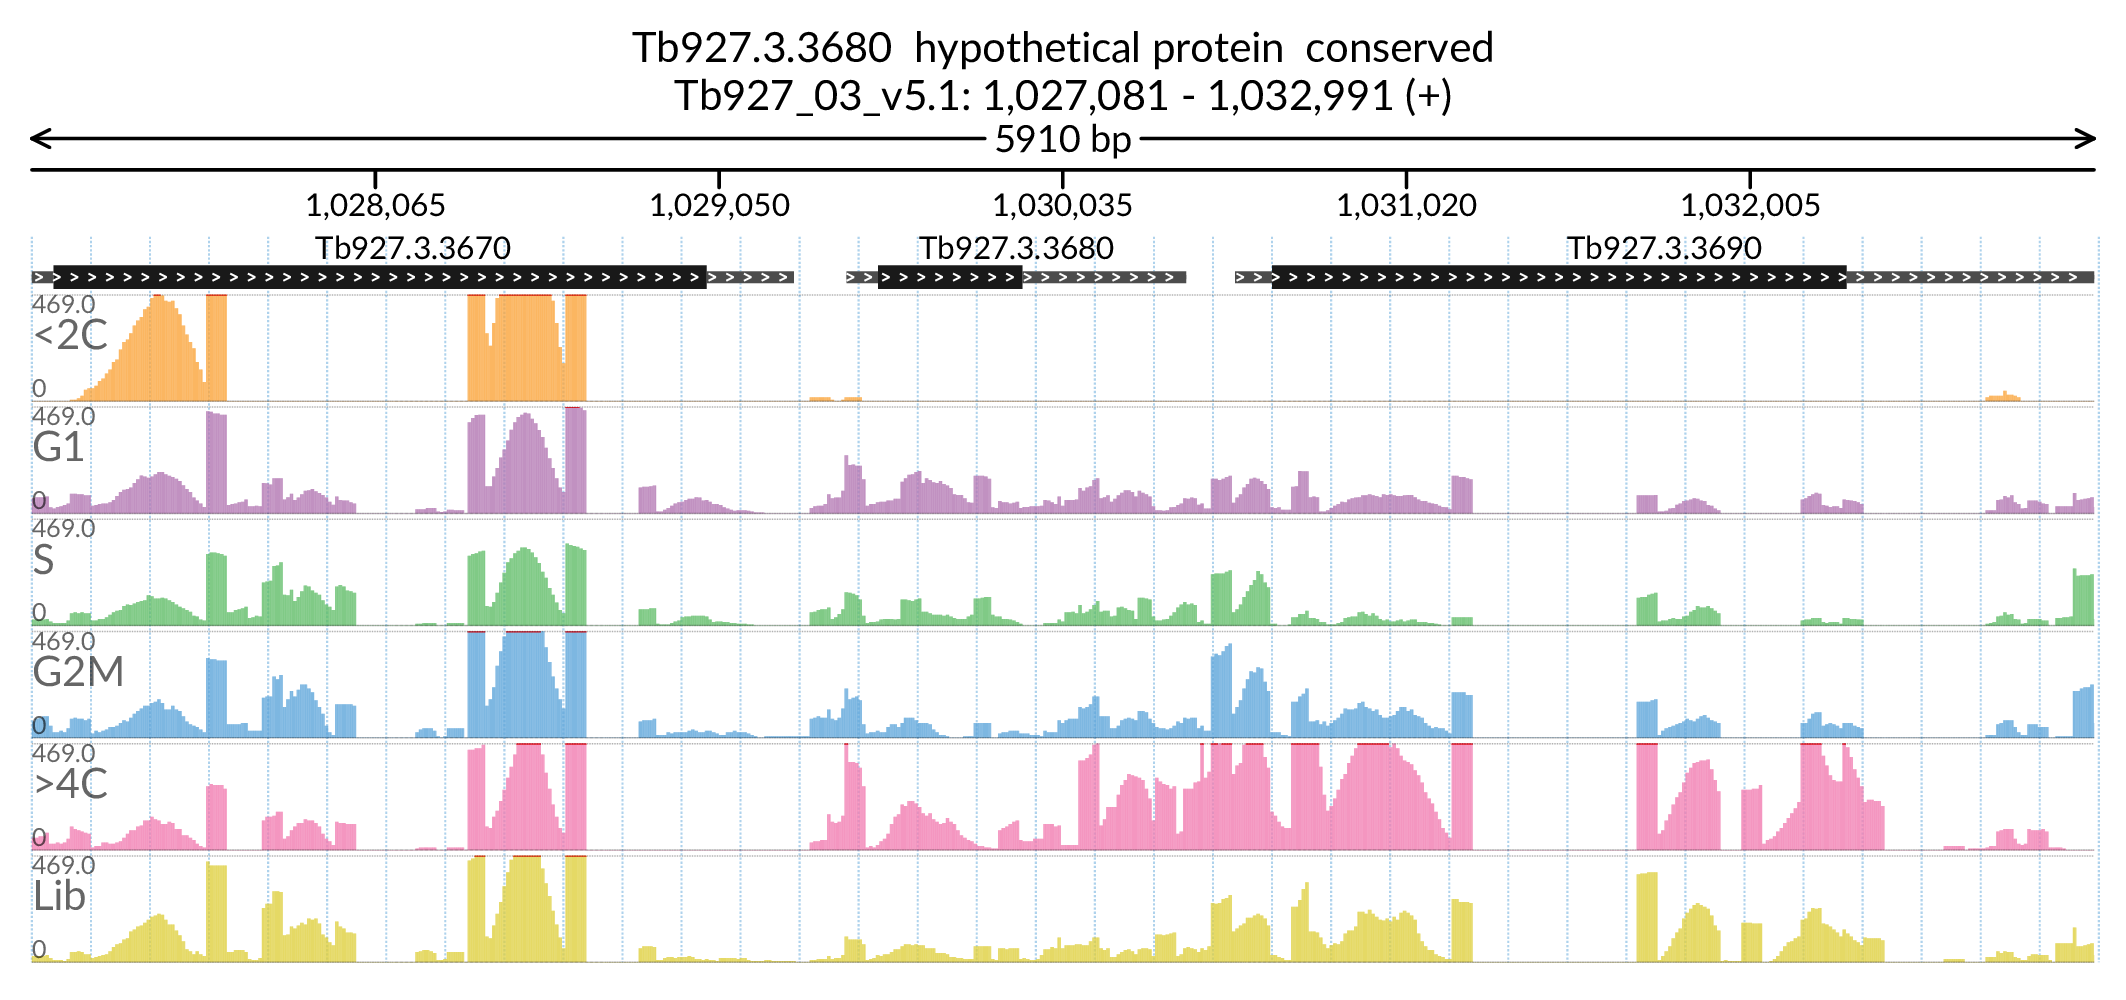 Tb927.3.3680  hypothetical protein  conserved
Tb927_03_v5.1: 1,027,081 - 1,032,991 (+)
5910 bp
1,028,065 1,029,050 1,030,035 1,031,020 1,032,005
Tb927.3.3670 Tb927.3.3680 Tb927.3.3690
469.0
<2C
0
469.0
G1
0
469.0
S
0
469.0
G2M
0
469.0
>4C
0
469.0
Lib
0